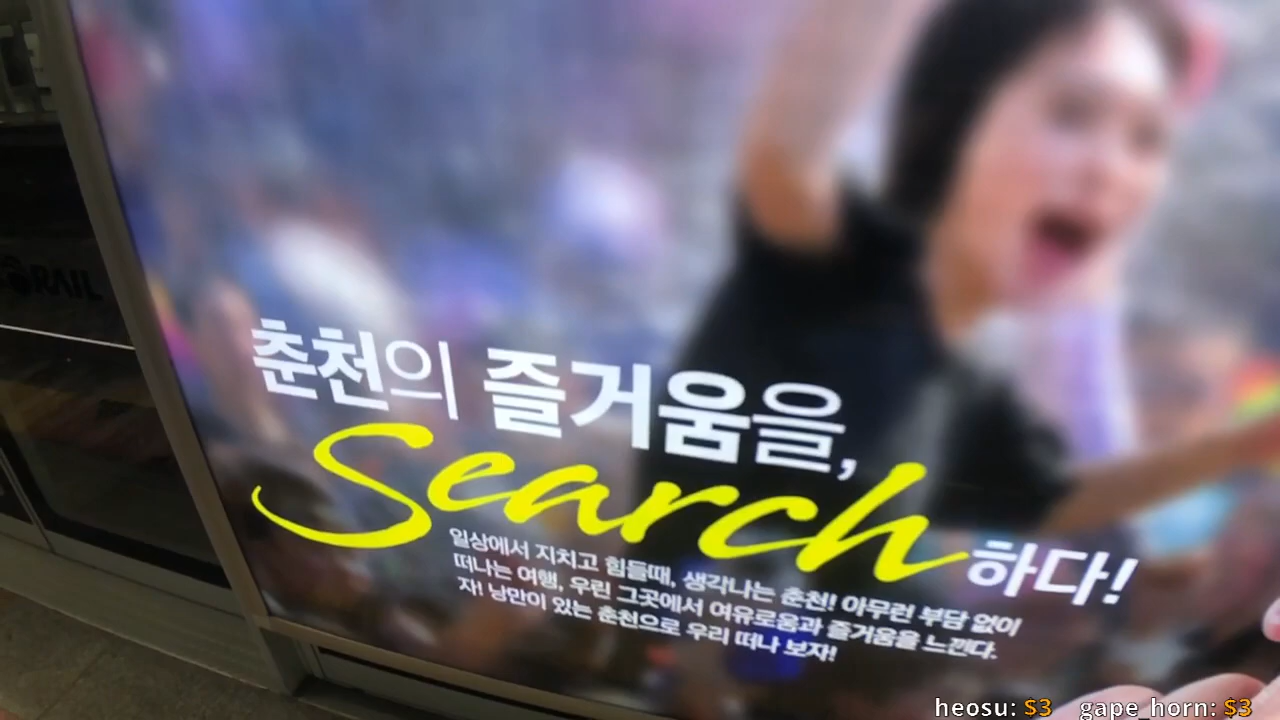 RAIL
춘천의 즐거움을,
Search하다!
일상에서 지치고 힘들때, 생각나는 춘천! 아무런 부담 없이
떠나는 여행, 우린 그곳에서 여유로움과 즐거움을 느낀다.
자! 낭만이 있는 춘천으로 우리 떠나 보자!
heosu: $3 gape_horn: $3